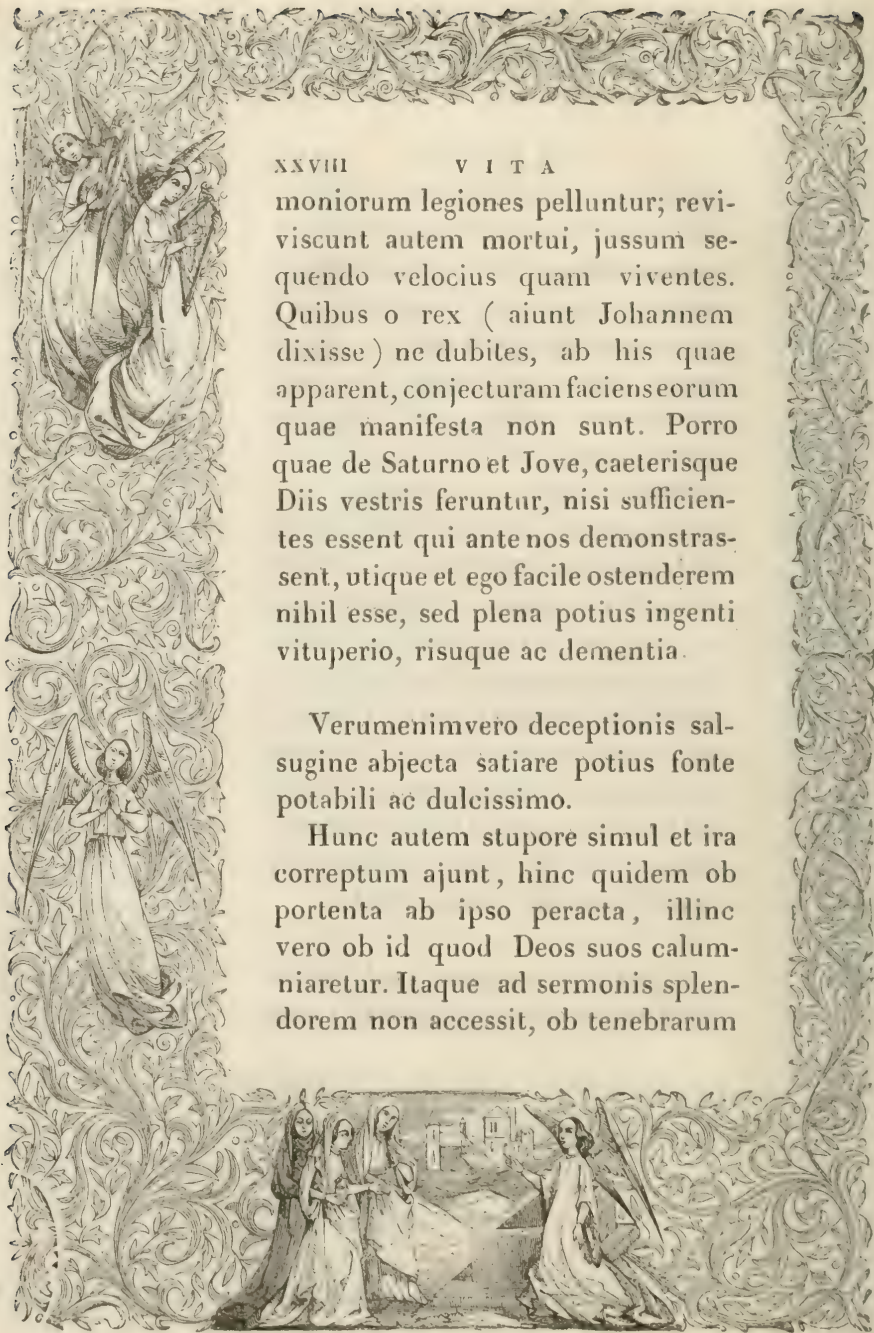 XXVIII VITA
moniorum legiones pelluntur; revi-
viscunt autem mortui, jussum se-
quendo velocius quam viventes.
Quibus o rex ( aiunt Johannem
dixisse ) ne dubites, ab his quae
apparent, conjecturam facienseorum
quae manifesta non sunt. Porro
quae de Saturno et Jove, caeterisque
Diis vestris feruntur, nisi sufficien-
tes essent qui ante nos demonstras-
sent, utique et ego facile ostenderem
nihil esse, sed plena potius ingenti
vituperio, risuque ac dementia.
Verumenimvero deceptionis sal-
sugine abjecta satiare potius fonte
potabili ac dulcissimo.
Hunc autem stupore simul et ira
correptum ajunt, hinc quidem ob
portenta ab ipso peracta, illinc
vero ob id quod Deos suos calum-
niaretur. Itaque ad sermonis splen-
dorem non accessit, ob tenebrarum